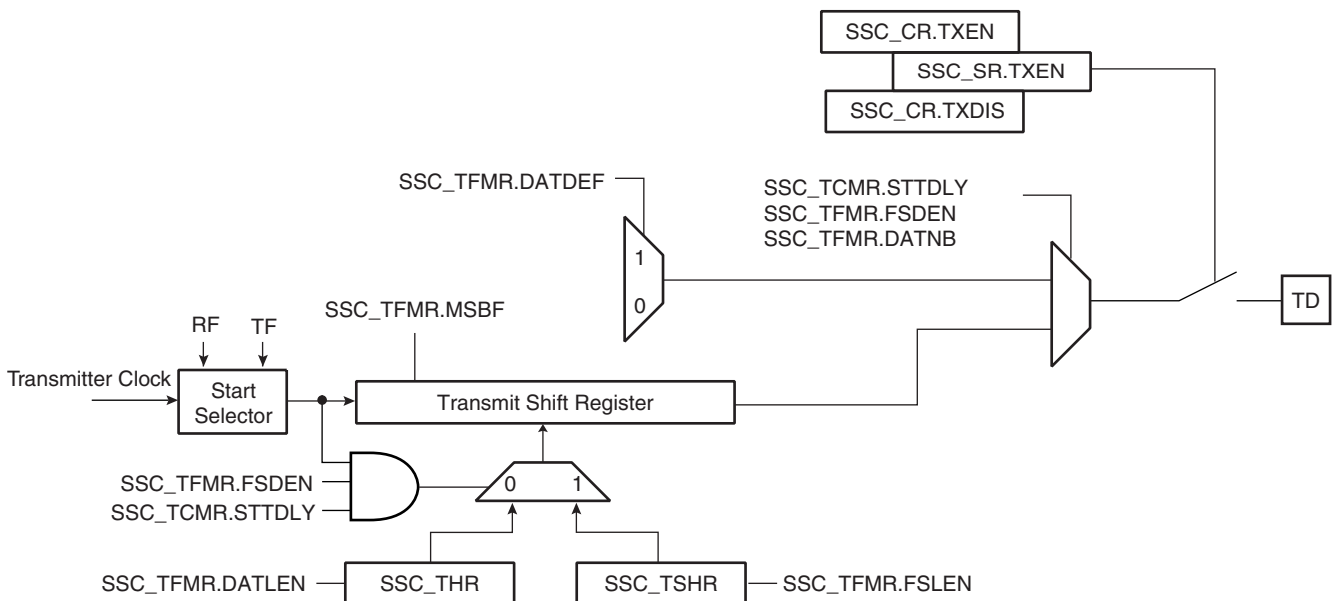 SSC_CR.TXEN
SSC_SR.TXEN
SSC_CR.TXDIS
SSC_TFMR.DATDEF
SSC_TCMR.STTDLY
SSC_TFMR.FSDEN
SSC_TFMR.DATNB
1
0
TD
SSC_TFMR.MSBF
RF TF
Transmitter Clock
Start
Selector
Transmit Shift Register
SSC_TFMR.FSDEN
SSC_TCMR.STTDLY
0 1
SSC_TFMR.DATLEN
SSC_THR
SSC_TSHR
SSC_TFMR.FSLEN